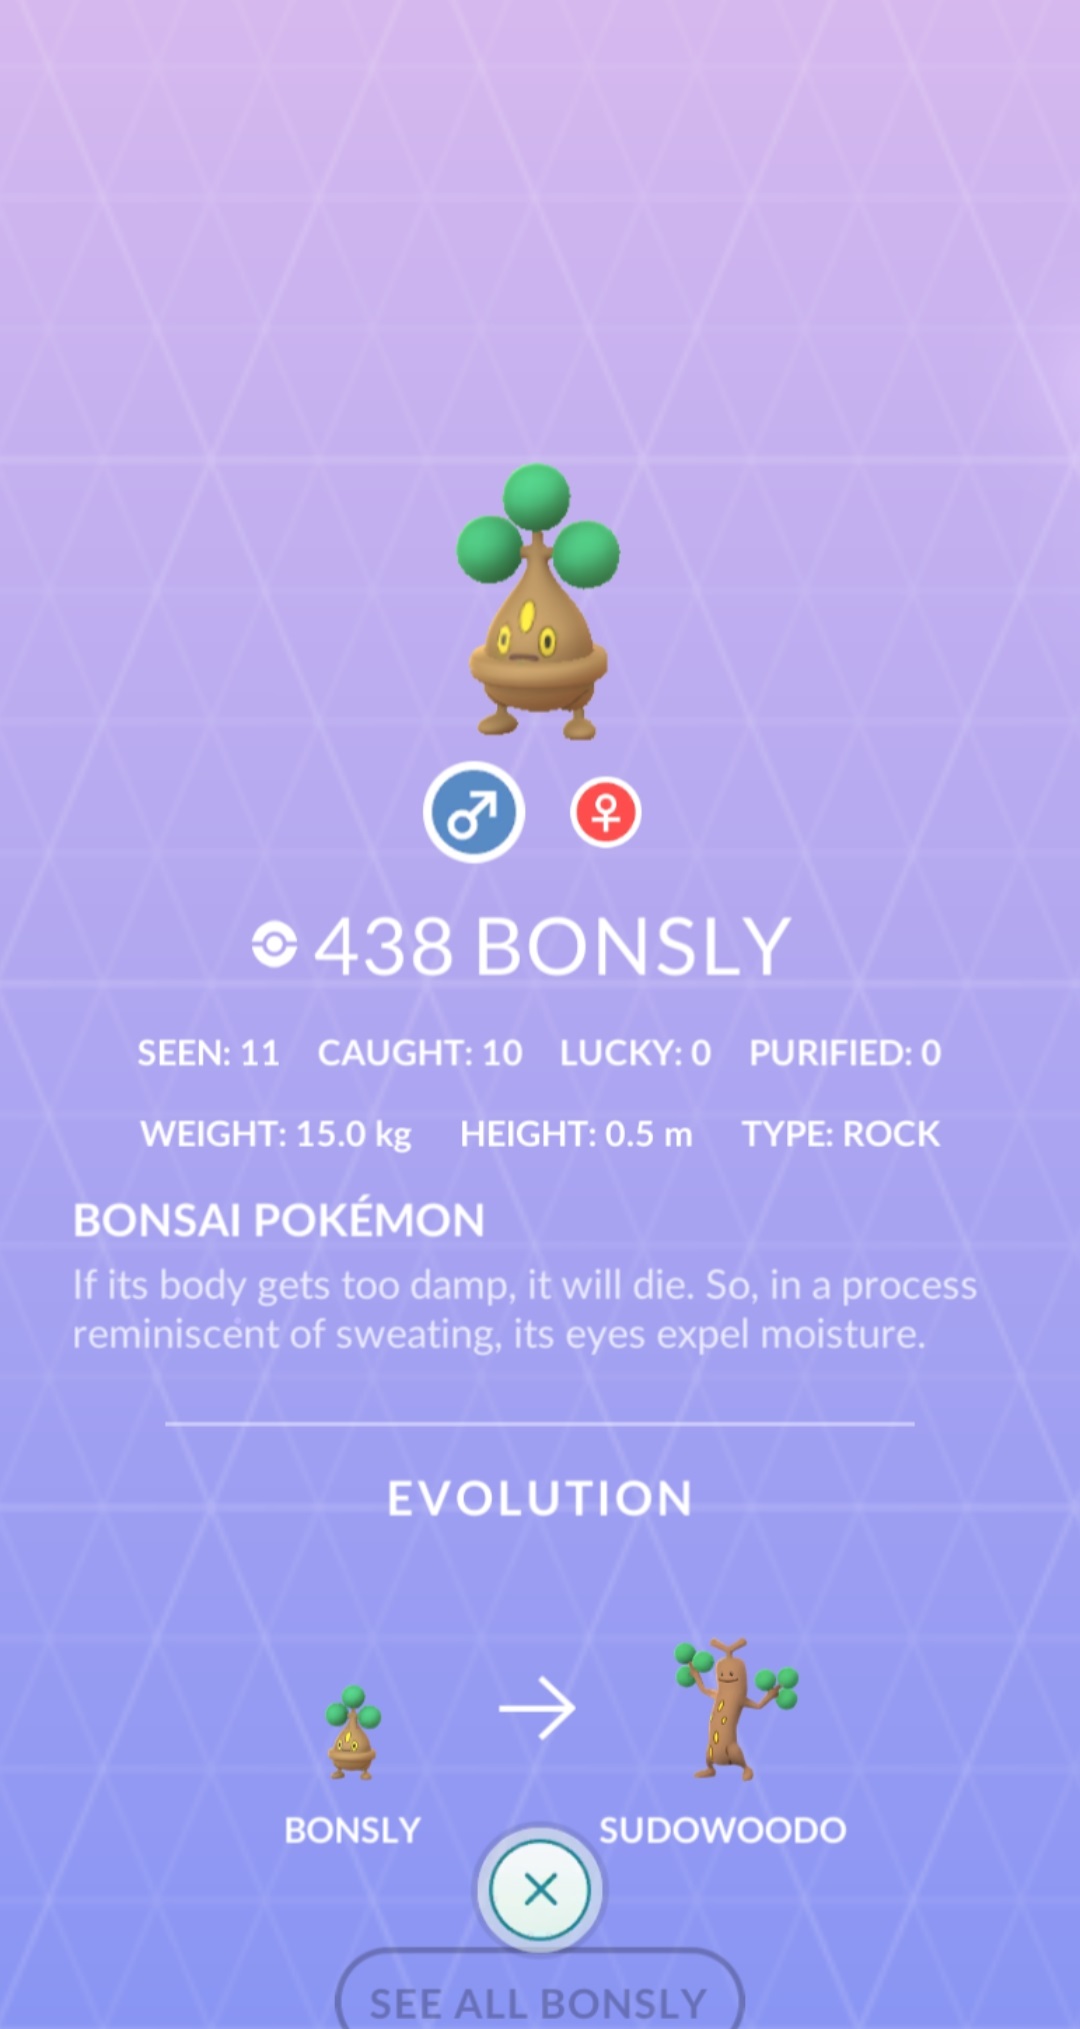 438 BONSLY
SEEN: 11 CAUGHT: 10 LUCKY: 0 PURIFIED: 0
WEIGHT: 15.0 kg HEIGHT: 0.5 m TYPE: ROCK
BONSAI POKÉMON
If its body gets too damp, it will die. So, in a process
reminiscent of sweating, its eyes expel moisture.
EVOLUTION
BONSLY SUDOWOODO
SEE ALL BONSLY